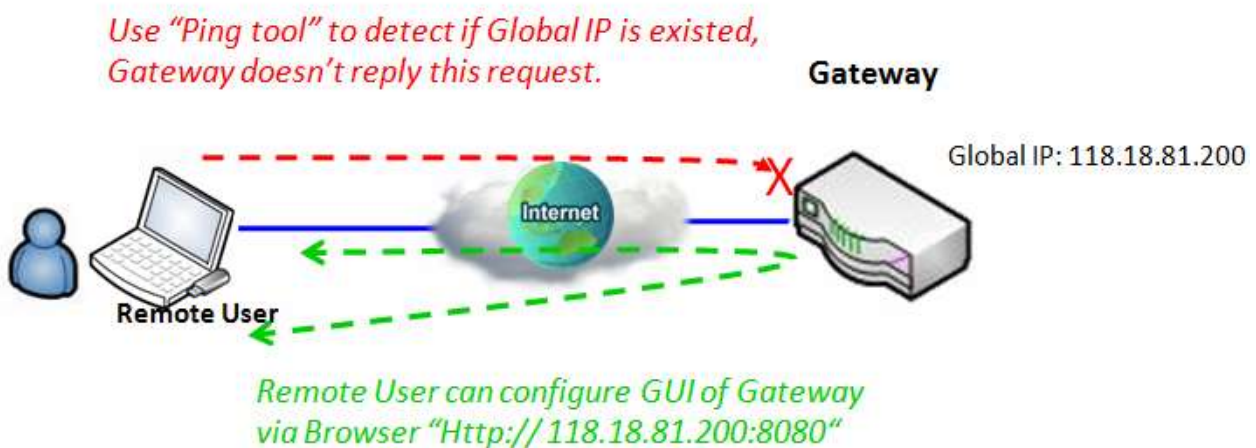 Use “Ping tool” to detect if Global IP is existed,
Gateway doesn’t reply this request.
Gateway
Global IP: 118.18.81.200
X
Internet
Remote User
Remote User can configure GUI of Gateway
via Browser “Http:// 118.18.81.200:8080“